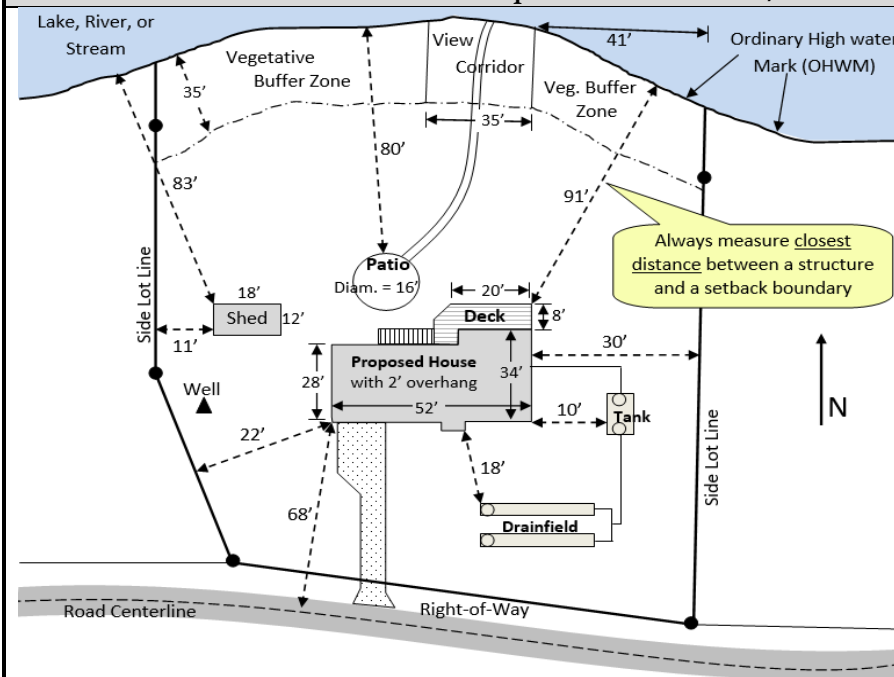 Lake, River, or
Stream
View
Corridor
41'
Ordinary High water
Mark (OHWM)
Vegetative
Buffer Zone
35'
Veg. Buffer
Zone
35'
80'
83'
91'
Always measure closest
distance between a structure
and a setback boundary
Side Lot Line
Patio
Diam. = 16'
18'
Shed
12'
11'
20'
Deck
8'
30'
Proposed House
with 2' overhang
28'
34'
52'
Well
10'
Tank
N
22'
18'
Side Lot Line
68'
Drainfield
Road Centerline
Right-of-Way